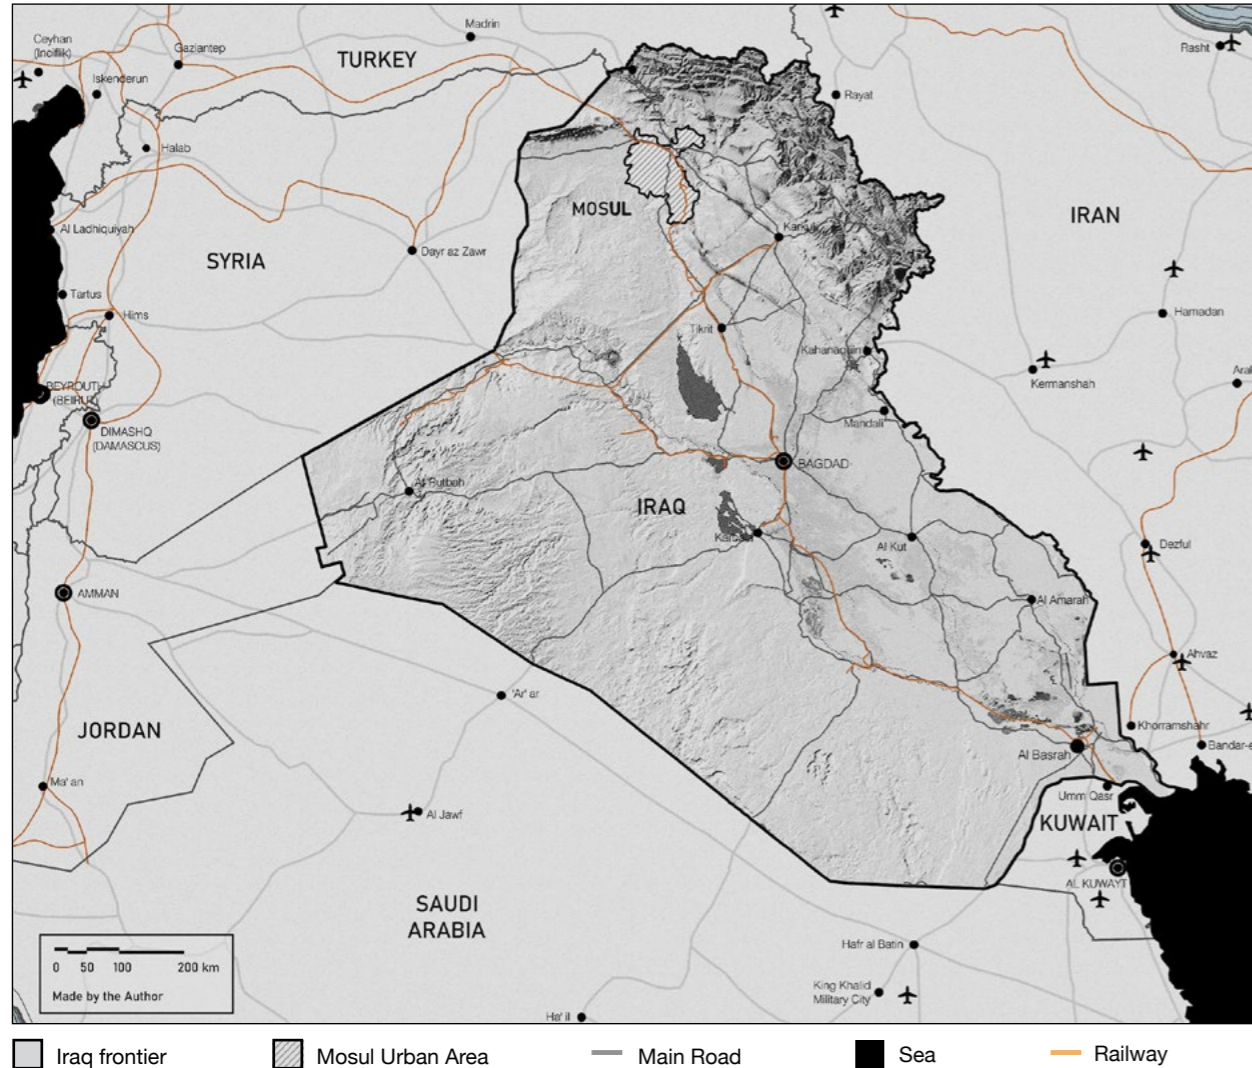 Madrin
Ceyhan
(Inciflik)
Gaziantep
TURKEY
Rasht
Iskenderun
Rayat
Halab
MOSUL
IRAN
Al Ladhiquiyah
Dayr az Zawr
SYRIA
Hamadan
Tartus
Hims
Tikrit
Kermanshah
BEYROUTH
(BEIRUT)
Mandali
DIMASHQ
(DAMASCUS)
BAGDAD
Al Rutbah
IRAQ
Al Kut
Dezful
AMMAN
Al Amarah
Ahvaz
'Ar' ar
JORDAN
Khorramshahr
Al Basrah
Bandar-e
Ma' an
Umm Qasr
Al Jawf
KUWAIT
AL KUWAYT
SAUDI
ARABIA
Hafr al Batin
0 50 100 200 km
Made by the Author
King Khalid
Military City
Ha' il
Iraq frontier
Mosul Urban Area
Main Road
Sea
Railway